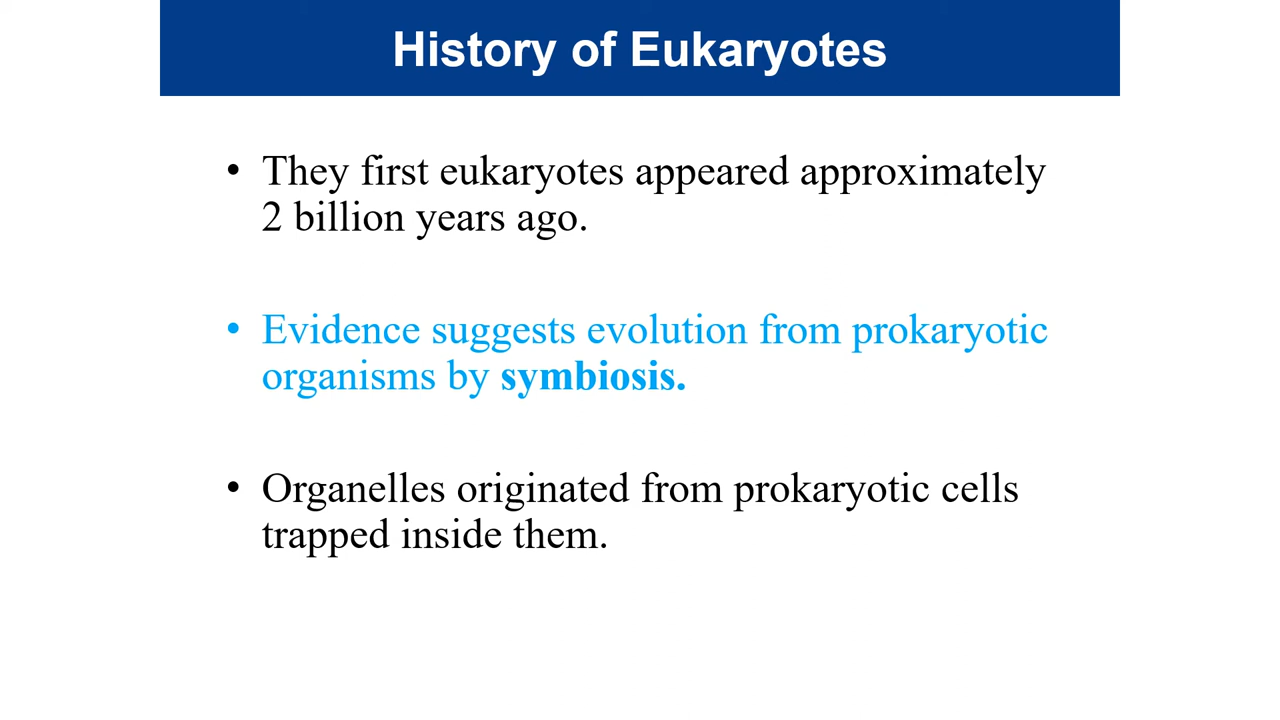 History of Eukaryotes
• They first eukaryotes appeared approximately
2 billion years ago.
• Evidence suggests evolution from prokaryotic
organisms by symbiosis.
• Organelles originated from prokaryotic cells
trapped inside them.